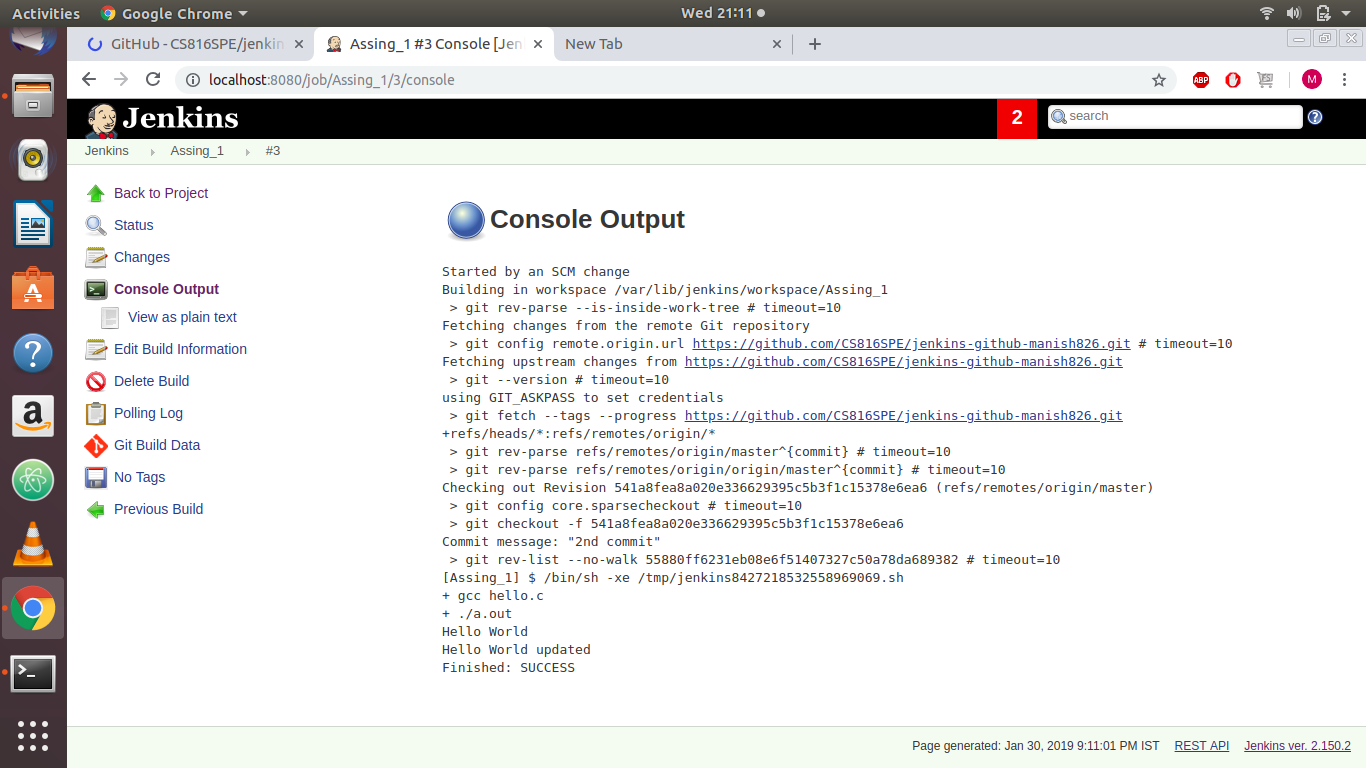 Activities Google Chrome Wed 21:11
GitHub - CS816SPE/jenkin Assing_1 #3 Console [Jen New Tab
localhost:8080/job/Assing_1/3/console ABP M
Jenkins 2 search ?
Jenkins Assing_1 #3
Back to Project
Status
Changes
Console Output
View as plain text
Edit Build Information
Delete Build
Polling Log
Git Build Data
No Tags
Previous Build
Console Output
Started by an SCM change
Building in workspace /var/lib/jenkins/workspace/Assing_1
> git rev-parse --is-inside-work-tree # timeout=10
Fetching changes from the remote Git repository
> git config remote.origin.url https://github.com/CS816SPE/jenkins-github-manish826.git # timeout=10
Fetching upstream changes from https://github.com/CS816SPE/jenkins-github-manish826.git
> git --version # timeout=10
using GIT_ASKPASS to set credentials
> git fetch --tags --progress https://github.com/CS816SPE/jenkins-github-manish826.git
+refs/heads/*:refs/remotes/origin/*
> git rev-parse refs/remotes/origin/master^{commit} # timeout=10
> git rev-parse refs/remotes/origin/origin/master^{commit} # timeout=10
Checking out Revision 541a8fea8a020e336629395c5b3f1c15378e6ea6 (refs/remotes/origin/master)
> git config core.sparsecheckout # timeout=10
> git checkout -f 541a8fea8a020e336629395c5b3f1c15378e6ea6
Commit message: "2nd commit"
> git rev-list --no-walk 55880ff6231eb08e6f51407327c50a78da689382 # timeout=10
[Assing_1] $ /bin/sh -xe /tmp/jenkins8427218532558969069.sh
+ gcc hello.c
+ ./a.out
Hello World
Hello World updated
Finished: SUCCESS
Page generated: Jan 30, 2019 9:11:01 PM IST REST API Jenkins ver. 2.150.2